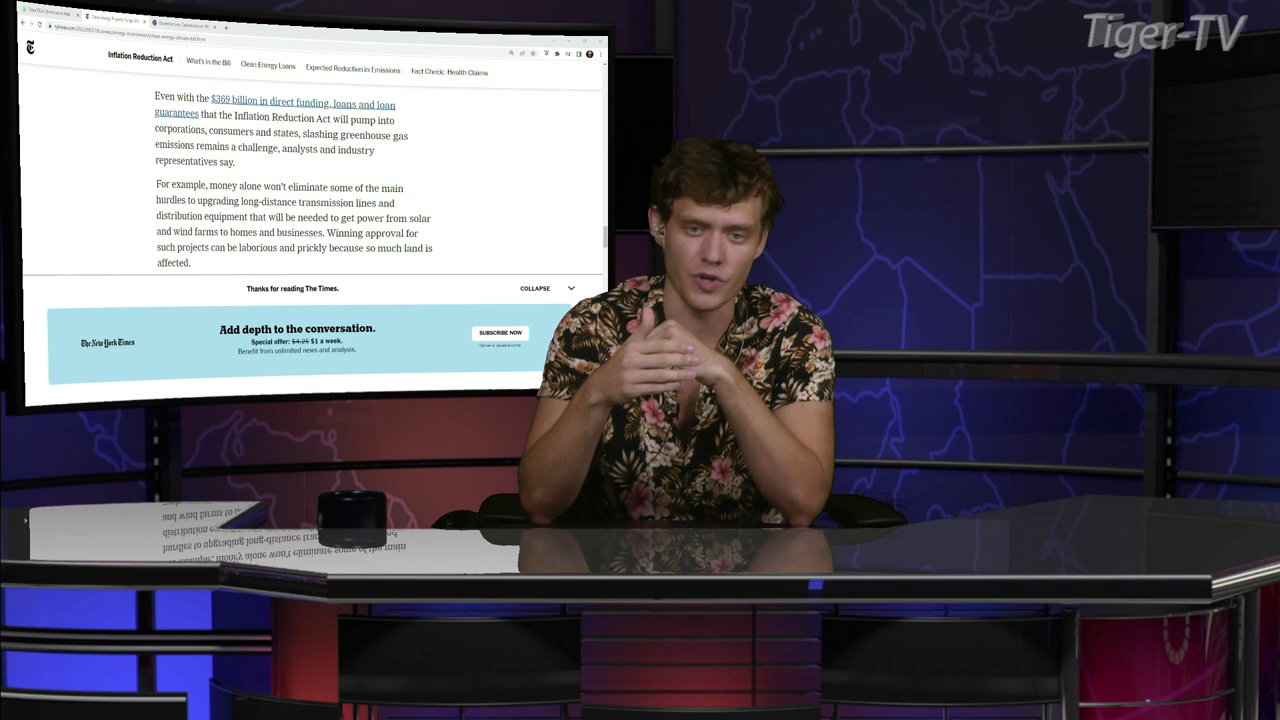 Tiger-TV
Inflation Reduction Act
What's in the Bill
Clean Energy Loans
Expected Reduction in Emissions
Fact Check: Health Claims
Even with the $369 billion in direct funding, loans and loan
guarantees that the Inflation Reduction Act will pump into
corporations, consumers and states, slashing greenhouse gas
emissions remains a challenge, analysts and industry
representatives say.
For example, money alone won't eliminate some of the main
hurdles to upgrading long-distance transmission lines and
distribution equipment that will be needed to get power from solar
and wind farms to homes and businesses. Winning approval for
such projects can be laborious and prickly because so much land is
affected.
Thanks for reading The Times.
COLLAPSE
The New York Times
Add depth to the conversation.
Special offer: $4.25 $1 a week.
Benefit from unlimited news and analysis.
SUBSCRIBE NOW
Cancel or pause anytime.